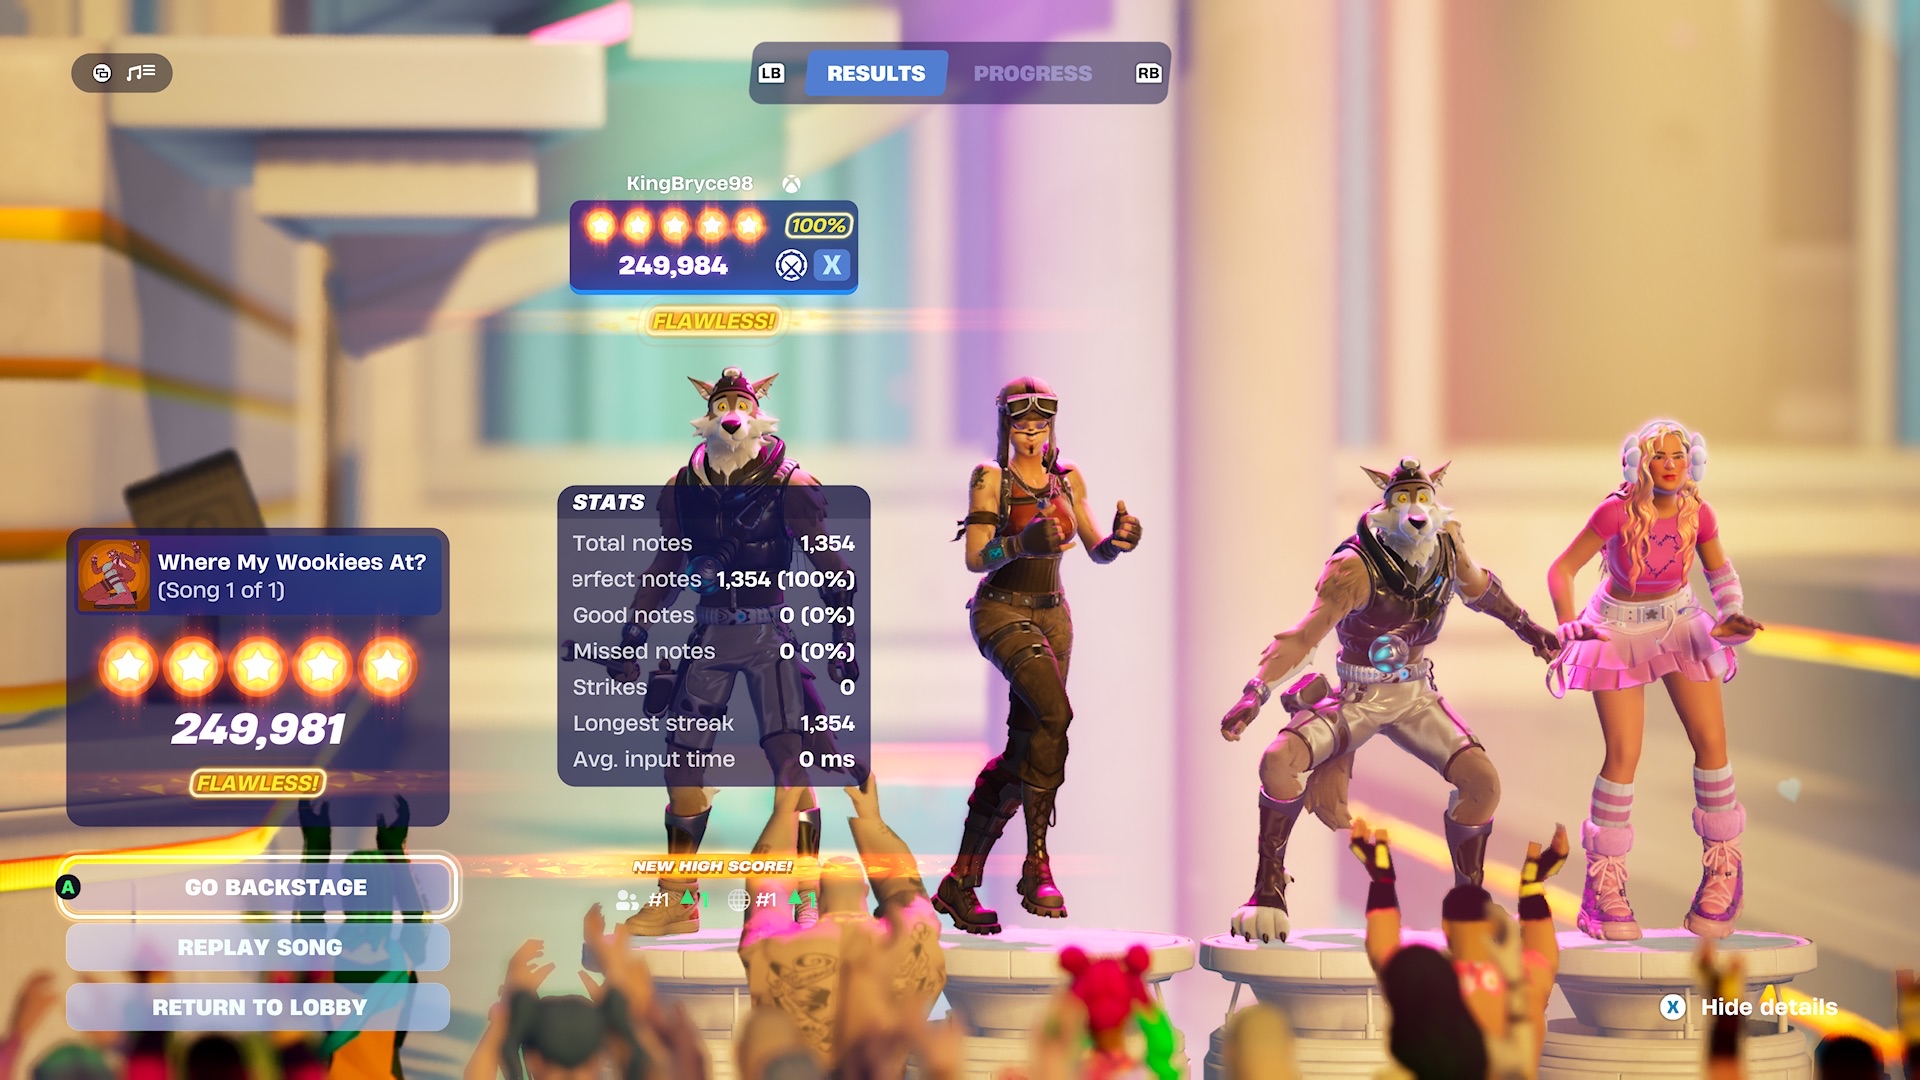 LB RESULTS PROGRESS RB
KingBryce98
100%
249,984
X
FLAWLESS!
STATS
Total notes 1,354
erfect notes 1,354 (100%)
Good notes 0 (0%)
Missed notes 0 (0%)
Strikes 0
Longest streak 1,354
Avg. input time 0 ms
Where My Wookiees At?
(Song 1 of 1)
249,981
FLAWLESS!
NEW HIGH SCORE!
#1 1 #1 1
A GO BACKSTAGE
REPLAY SONG
RETURN TO LOBBY
X Hide details